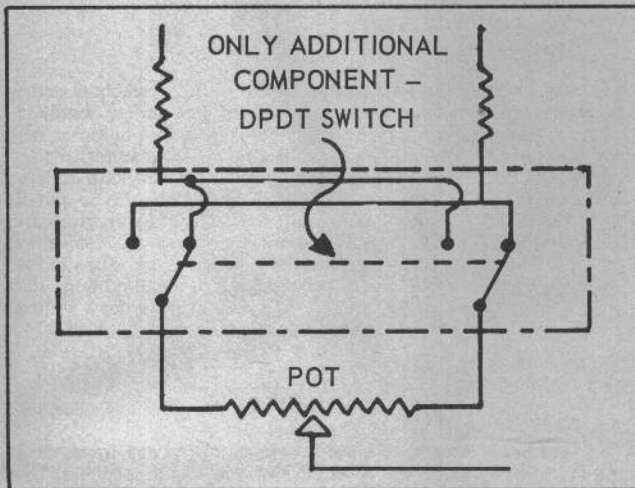 ONLY ADDITIONAL
COMPONENT –
DPDT SWITCH
POT